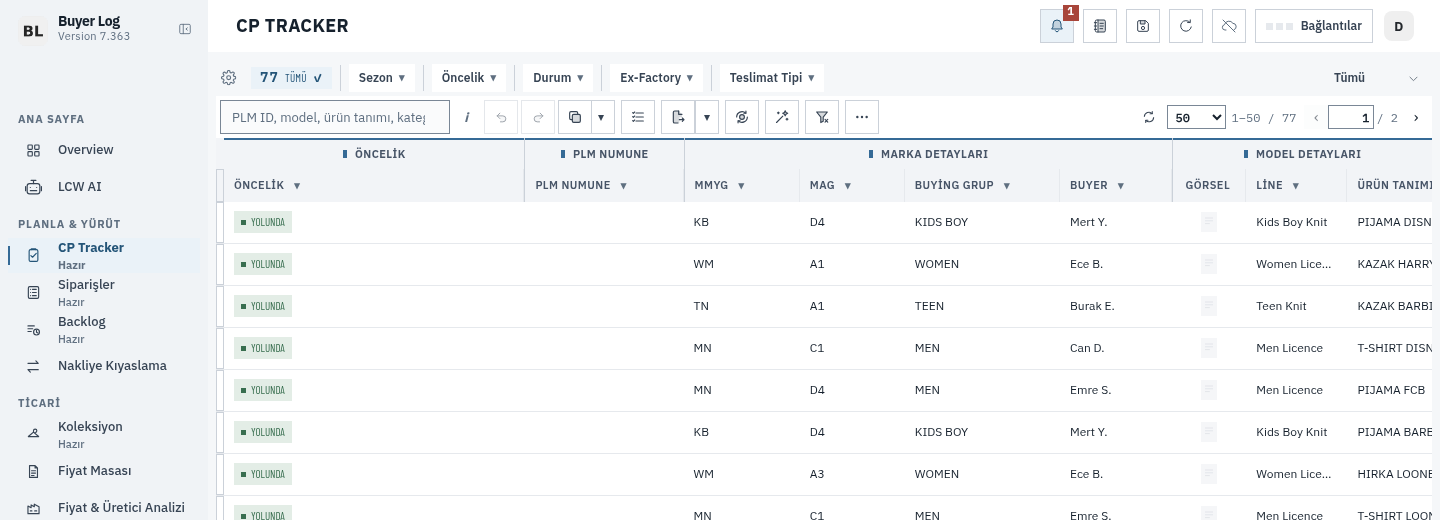 BL
Buyer Log
Version 7.363
ANA SAYFA
Overview
LCW AI
PLANLA & YÜRÜT
CP Tracker
Hazır
Siparişler
Hazır
Backlog
Hazır
Nakliye Kıyaslama
TİCARİ
Koleksiyon
Hazır
Fiyat Masası
Fiyat & Üretici Analizi
CP TRACKER
1
Bağlantılar
D
77 TÜMÜ
Sezon
Öncelik
Durum
Ex-Factory
Teslimat Tipi
Tümü
PLM ID, model, ürün tanımı, kateg
i
50
1–50 / 77
1 / 2
ÖNCELİK PLM NUMUNE MARKA DETAYLARI MODEL DETAYLARI
ÖNCELİK PLM NUMUNE MMYG MAG BUYİNG GRUP BUYER GÖRSEL LİNE ÜRÜN TANIMI
YOLUNDA KB D4 KIDS BOY Mert Y. Kids Boy Knit PIJAMA DISN
YOLUNDA WM A1 WOMEN Ece B. Women Lice... KAZAK HARRY
YOLUNDA TN A1 TEEN Burak E. Teen Knit KAZAK BARBI
YOLUNDA MN C1 MEN Can D. Men Licence T-SHIRT DISN
YOLUNDA MN D4 MEN Emre S. Men Licence PIJAMA FCB
YOLUNDA KB D4 KIDS BOY Mert Y. Kids Boy Knit PIJAMA BARB
YOLUNDA WM A3 WOMEN Ece B. Women Lice... HIRKA LOONE
YOLUNDA MN C1 MEN Emre S. Men Licence T-SHIRT LOON